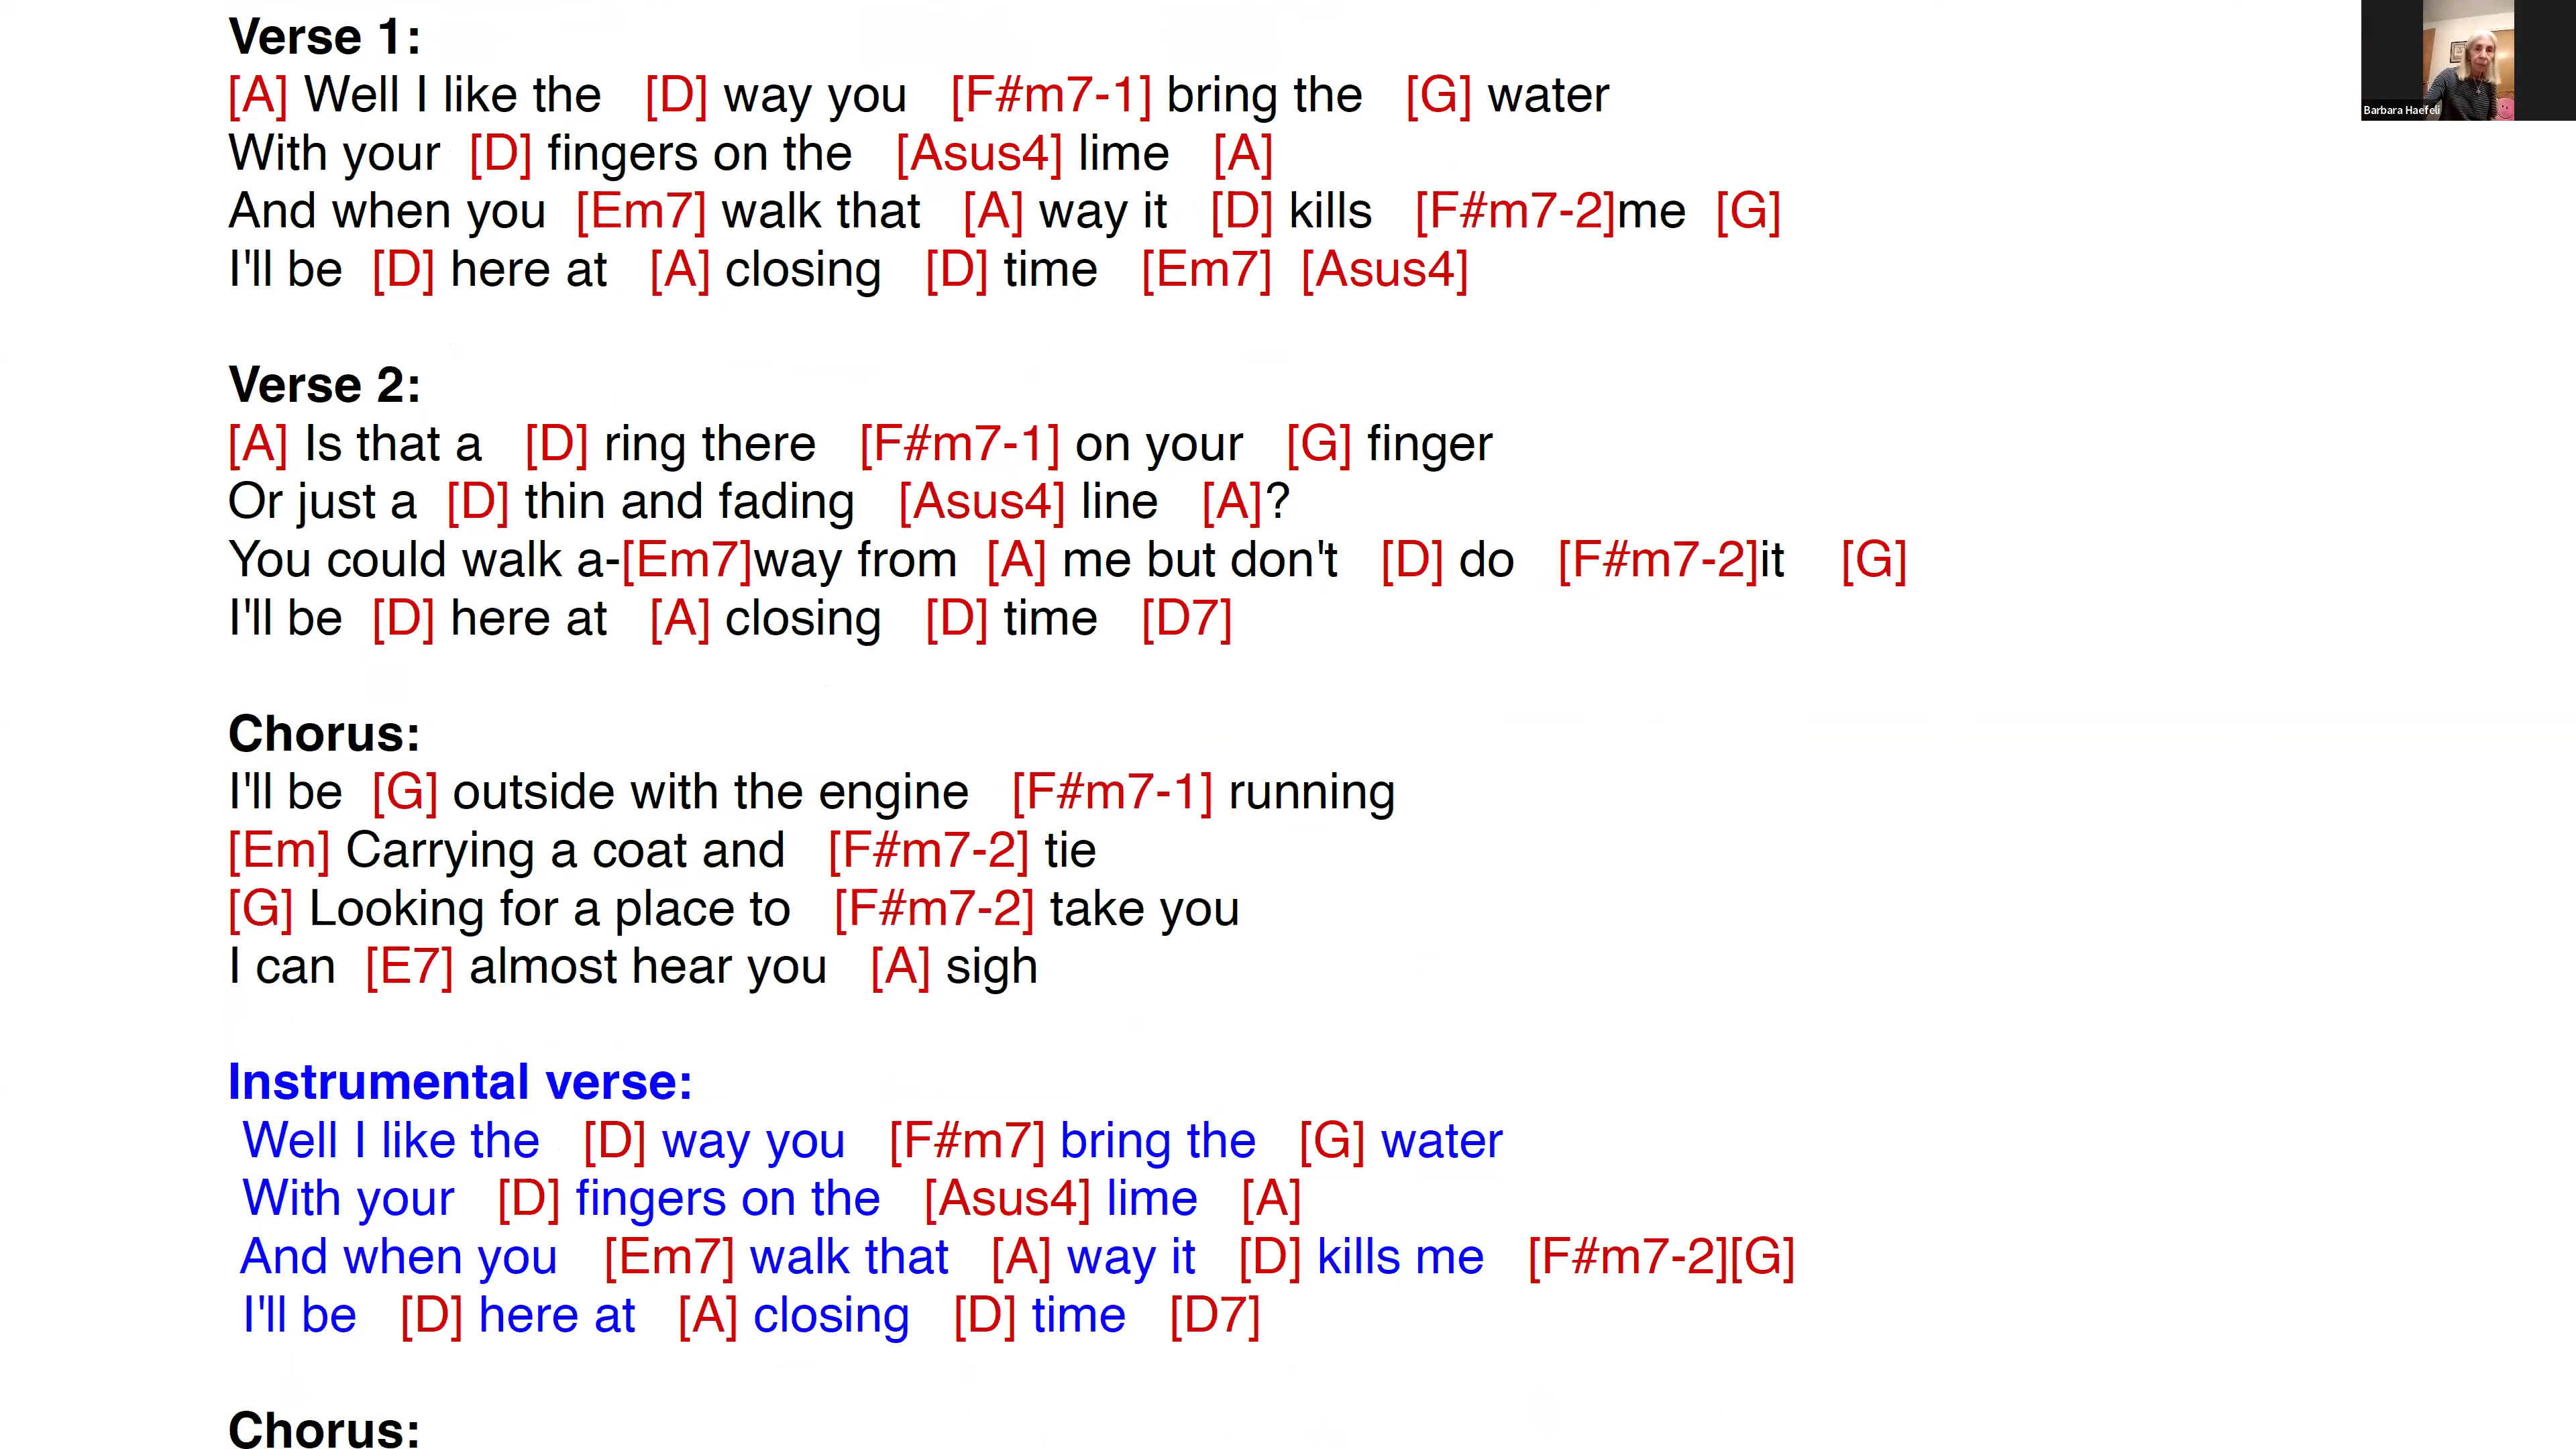 Verse 1:
[A] Well I like the [D] way you [F#m7-1] bring the [G] water
With your [D] fingers on the [Asus4] lime [A]
And when you [Em7] walk that [A] way it [D] kills [F#m7-2]me [G]
I'll be [D] here at [A] closing [D] time [Em7] [Asus4]
Verse 2:
[A] Is that a [D] ring there [F#m7-1] on your [G] finger
Or just a [D] thin and fading [Asus4] line [A]?
You could walk a-[Em7]way from [A] me but don't [D] do [F#m7-2]it [G]
I'll be [D] here at [A] closing [D] time [D7]
Chorus:
I'll be [G] outside with the engine [F#m7-1] running
[Em] Carrying a coat and [F#m7-2] tie
[G] Looking for a place to [F#m7-2] take you
I can [E7] almost hear you [A] sigh
Instrumental verse:
Well I like the [D] way you [F#m7] bring the [G] water
With your [D] fingers on the [Asus4] lime [A]
And when you [Em7] walk that [A] way it [D] kills me [F#m7-2][G]
I'll be [D] here at [A] closing [D] time [D7]
Chorus:
Barbara Haefeli